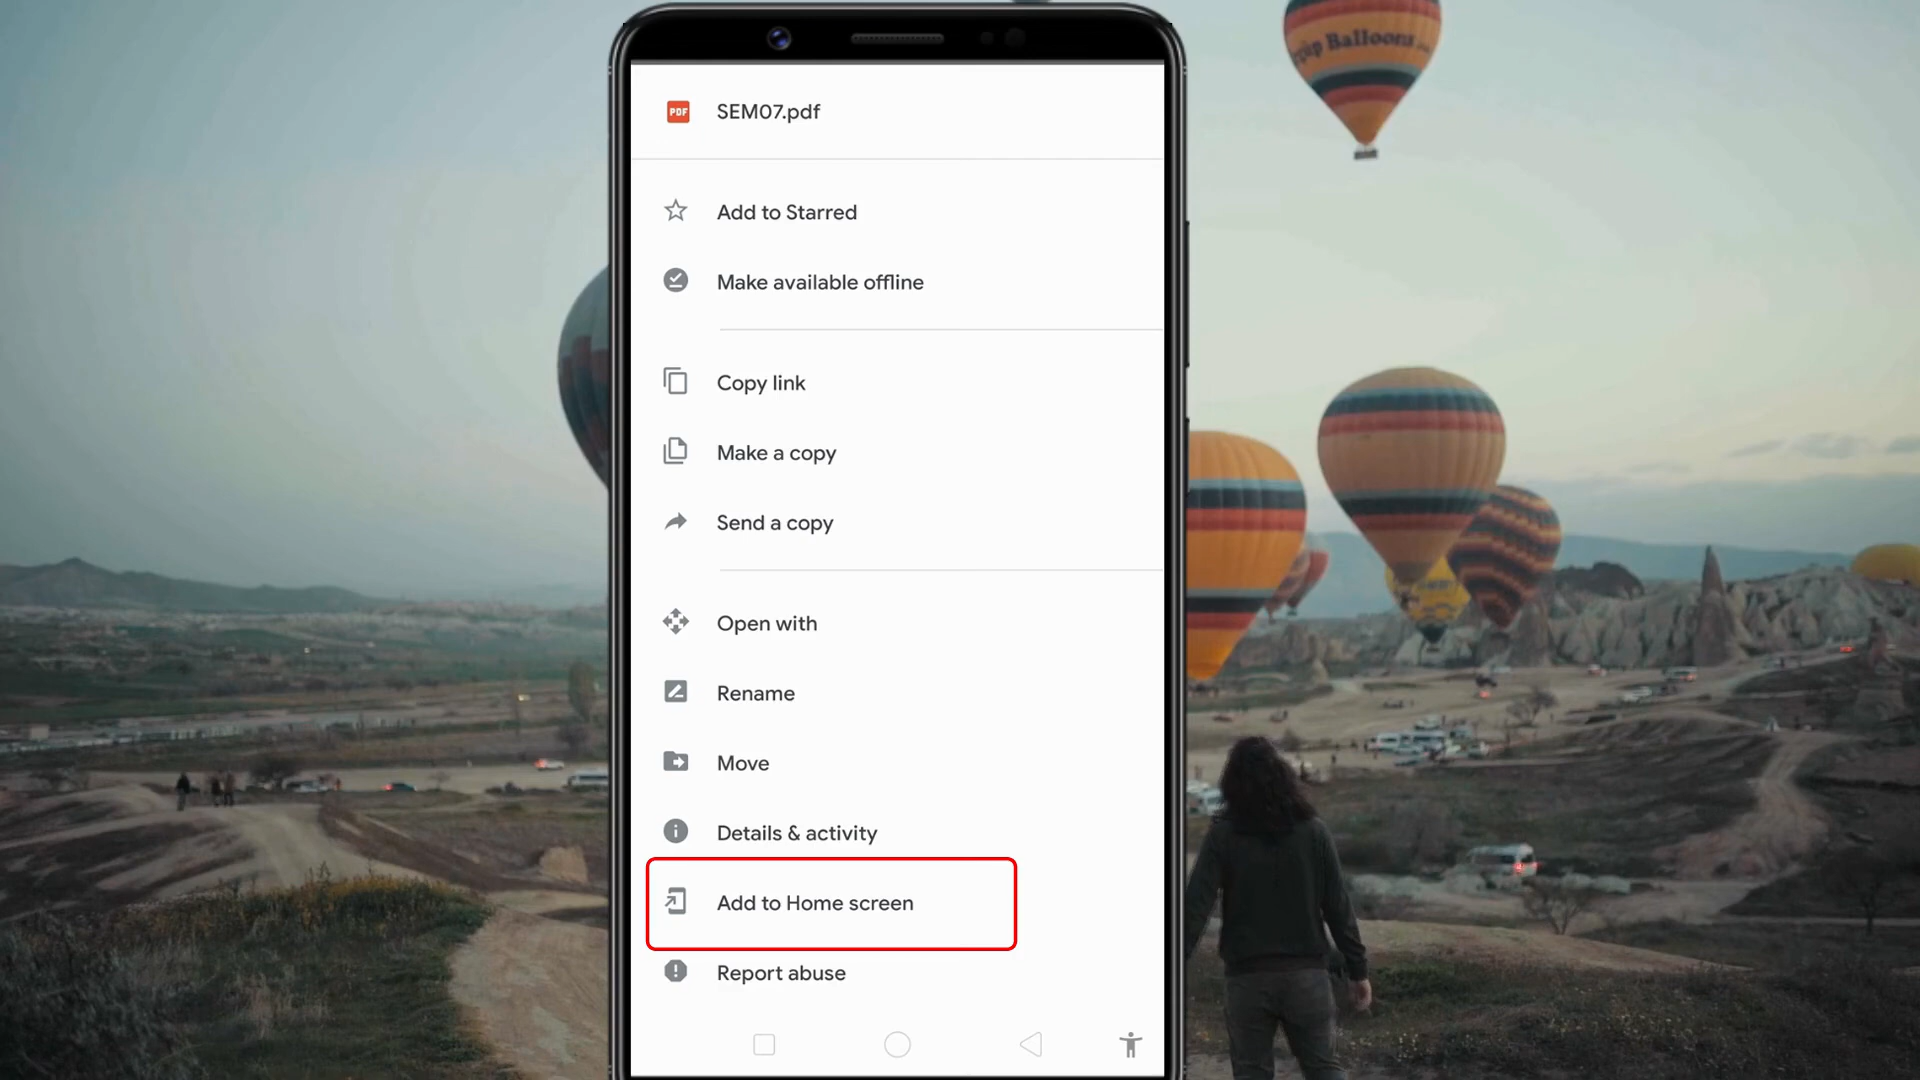 PDF
SEM07.pdf
Add to Starred
Make available offline
Copy link
Make a copy
Send a copy
Open with
Rename
Move
Details & activity
Add to Home screen
Report abuse
Balloons